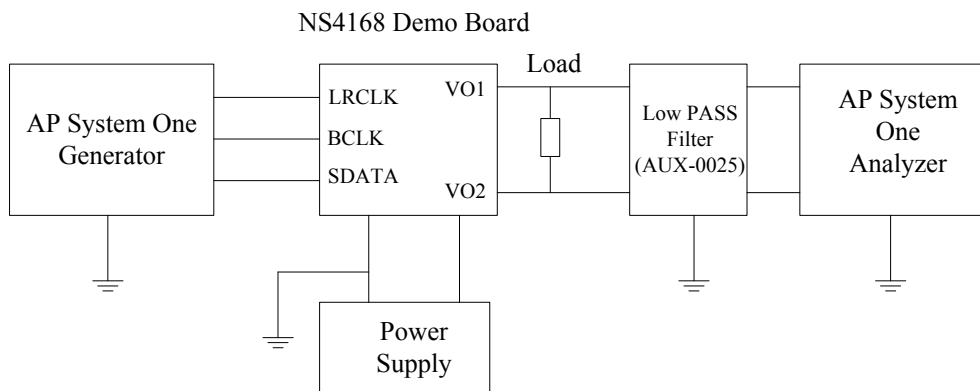 NS4168 Demo Board
AP System One
Generator
LRCLK
BCLK
SDATA
VO1
VO2
Load
Low PASS
Filter
(AUX-0025)
AP System
One
Analyzer
Power
Supply